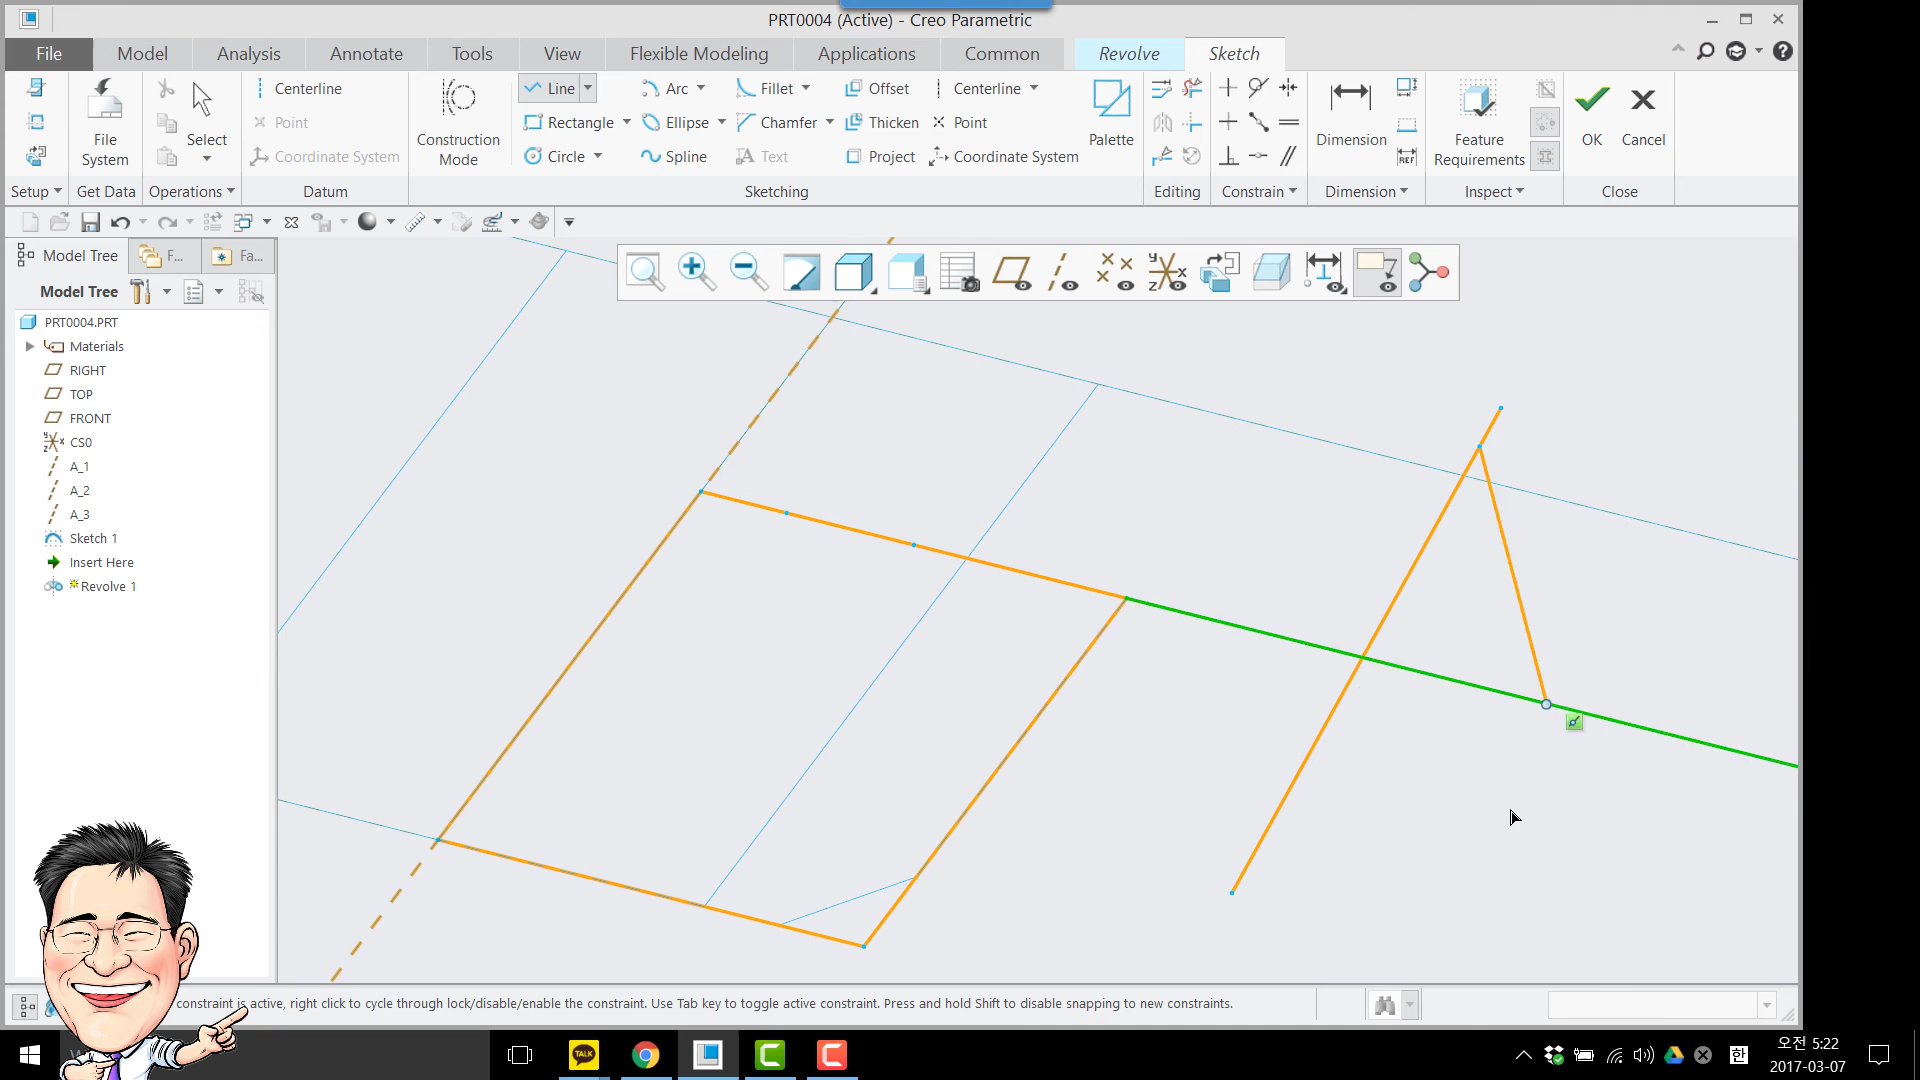 PRT0004 (Active) - Creo Parametric
File Model Analysis Annotate Tools View Flexible Modeling Applications Common Revolve Sketch
Centerline Line Arc Fillet Offset Centerline
Point Rectangle Ellipse Chamfer Thicken Point
File System Select Construction Mode Palette Dimension Feature Requirements OK Cancel
Coordinate System Circle Spline Text Project Coordinate System
REF
Setup Get Data Operations Datum Sketching Editing Constrain Dimension Inspect Close
Model Tree F... Fa...
Model Tree
PRT0004.PRT
Materials
RIGHT
TOP
FRONT
CS0
A_1
A_2
A_3
Sketch 1
Insert Here
Revolve 1
constraint is active, right click to cycle through lock/disable/enable the constraint. Use Tab key to toggle active constraint. Press and hold Shift to disable snapping to new constraints.
TALK
한
오전 5:22
2017-03-07